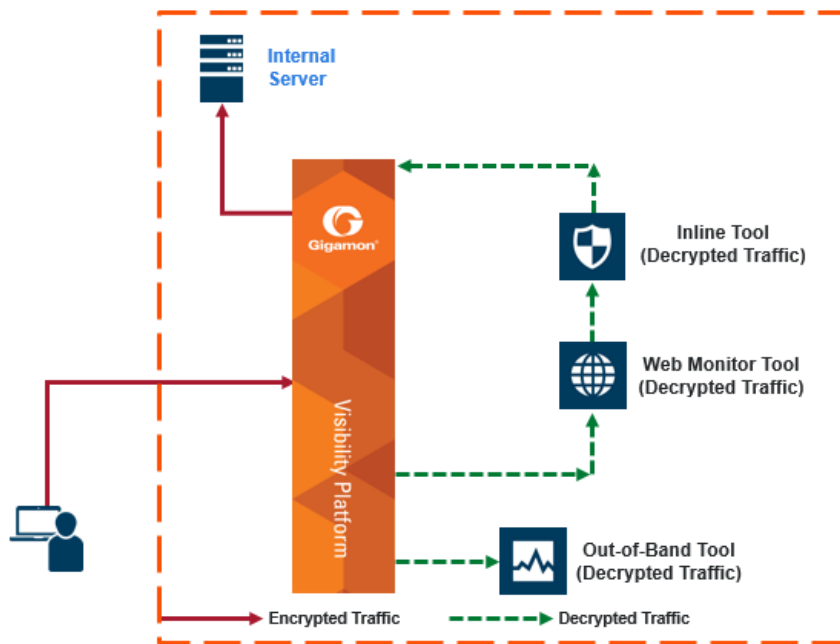 Internal
Server
Gigamon®
Inline Tool
(Decrypted Traffic)
Web Monitor Tool
(Decrypted Traffic)
Visibility Platform
Out-of-Band Tool
(Decrypted Traffic)
Encrypted Traffic
Decrypted Traffic